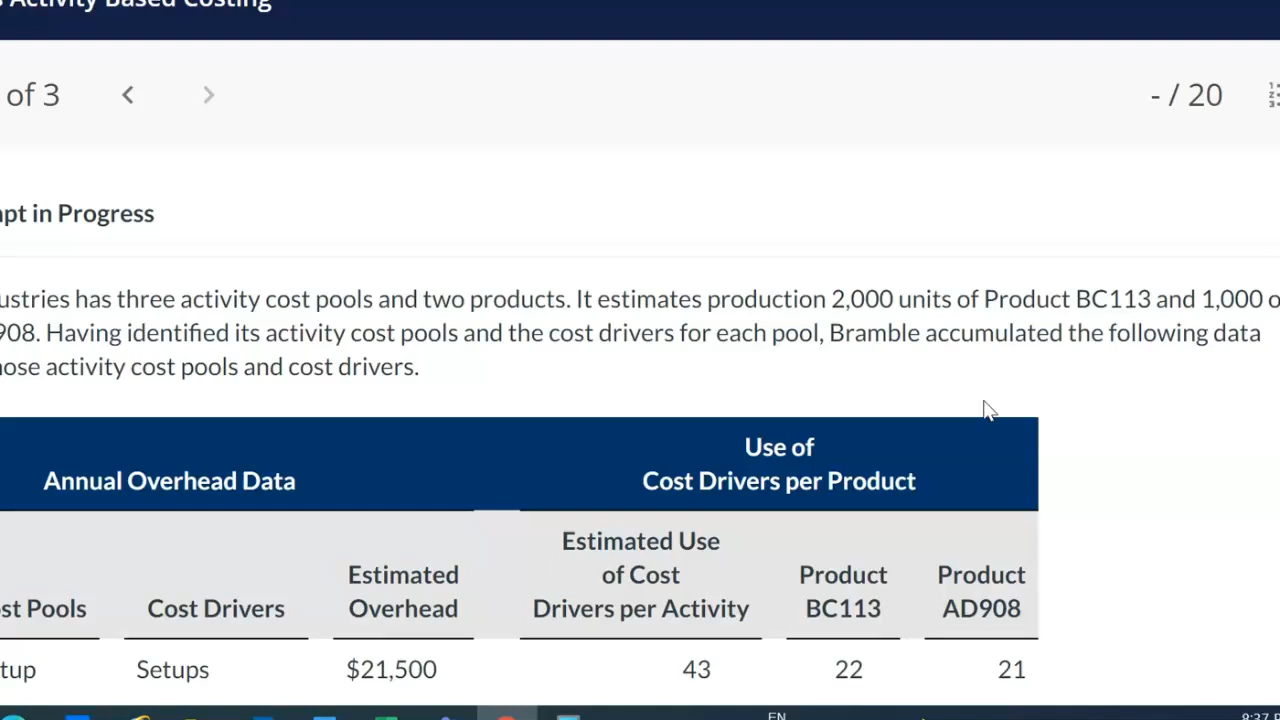 Activity Based Costing
of 3 - / 20
pt in Progress
ustries has three activity cost pools and two products. It estimates production 2,000 units of Product BC113 and 1,000 o
908. Having identified its activity cost pools and the cost drivers for each pool, Bramble accumulated the following data
ose activity cost pools and cost drivers.
Use of
Annual Overhead Data Cost Drivers per Product
Estimated Use
Estimated of Cost Product Product
st Pools Cost Drivers Overhead Drivers per Activity BC113 AD908
tup Setups $21,500 43 22 21
EN